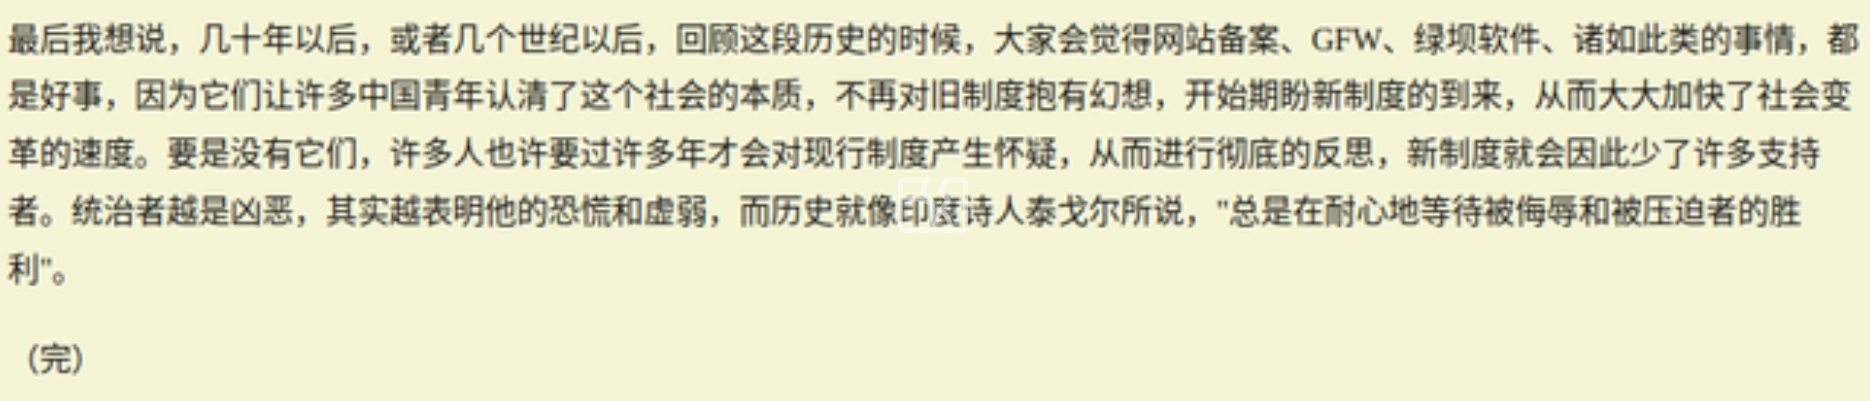 最后我想说，几十年以后，或者几个世纪以后，回顾这段历史的时候，大家会觉得网站备案、GFW、绿坝软件、诸如此类的事情，都
是好事，因为它们让许多中国青年认清了这个社会的本质，不再对旧制度抱有幻想，开始期盼新制度的到来，从而大大加快了社会变
革的速度。要是没有它们，许多人也许要过许多年才会对现行制度产生怀疑，从而进行彻底的反思，新制度就会因此少了许多支持
者。统治者越是凶恶，其实越表明他的恐慌和虚弱，而历史就像印度诗人泰戈尔所说，"总是在耐心地等待被侮辱和被压迫者的胜
利"。
（完）